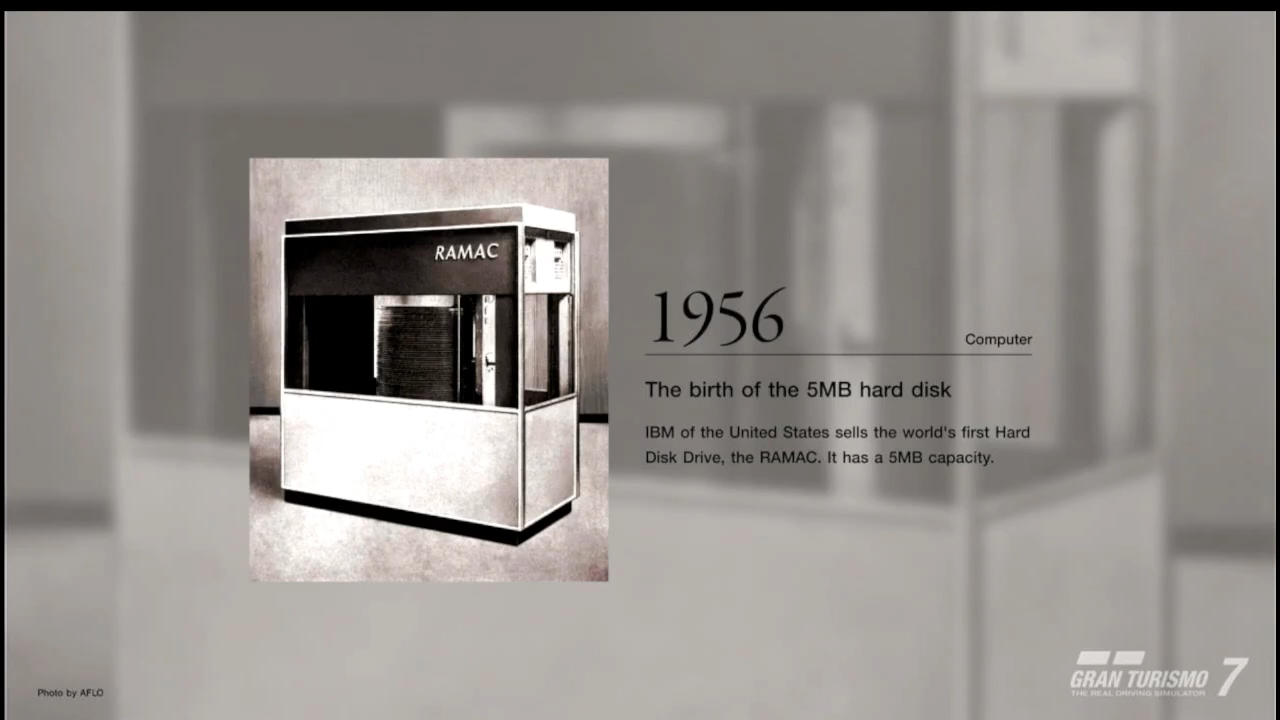 RAMAC
1956
Computer
The birth of the 5MB hard disk
IBM of the United States sells the world's first Hard
Disk Drive, the RAMAC. It has a 5MB capacity.
Photo by AFLO
GRAN TURISMO 7
THE REAL DRIVING SIMULATOR